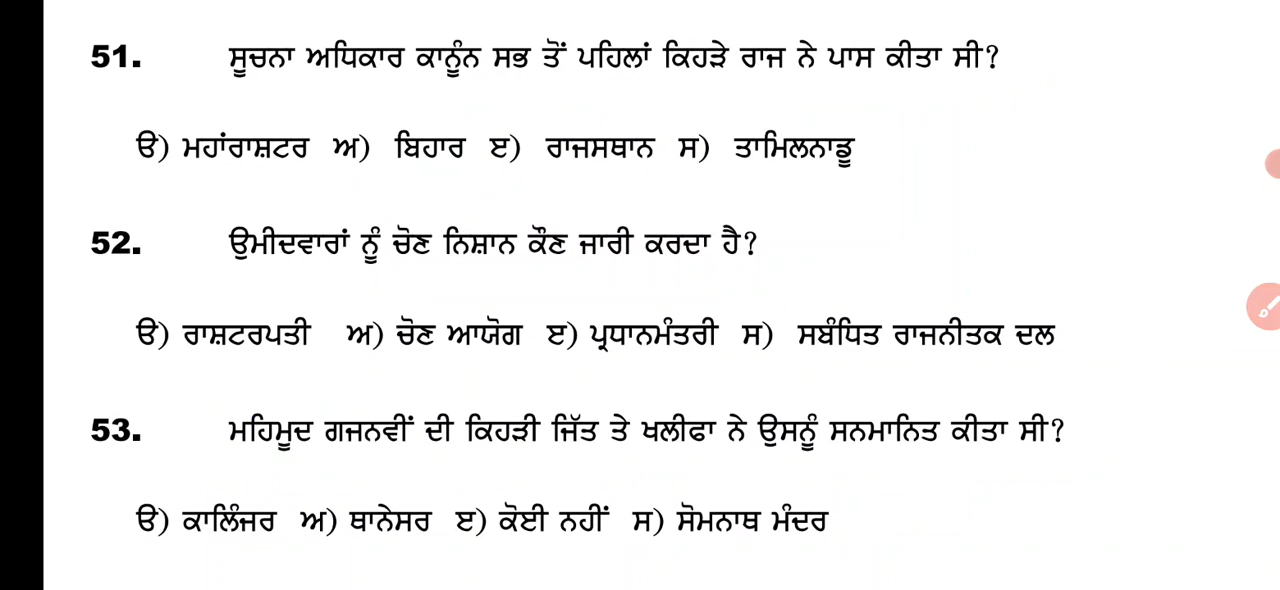 51. ਸੂਚਨਾ ਅਧਿਕਾਰ ਕਾਨੂੰਨ ਸਭ ਤੋਂ ਪਹਿਲਾਂ ਕਿਹੜੇ ਰਾਜ ਨੇ ਪਾਸ ਕੀਤਾ ਸੀ?
ੳ) ਮਹਾਂਰਾਸ਼ਟਰ ਅ) ਬਿਹਾਰ ੲ) ਰਾਜਸਥਾਨ ਸ) ਤਾਮਿਲਨਾਡੂ
52. ਉਮੀਦਵਾਰਾਂ ਨੂੰ ਚੋਣ ਨਿਸ਼ਾਨ ਕੌਣ ਜਾਰੀ ਕਰਦਾ ਹੈ?
ੳ) ਰਾਸ਼ਟਰਪਤੀ ਅ) ਚੋਣ ਆਯੋਗ ੲ) ਪ੍ਰਧਾਨਮੰਤਰੀ ਸ) ਸਬੰਧਿਤ ਰਾਜਨੀਤਕ ਦਲ
53. ਮਹਿਮੂਦ ਗਜਨਵੀਂ ਦੀ ਕਿਹੜੀ ਜਿੱਤ ਤੇ ਖਲੀਫਾ ਨੇ ਉਸਨੂੰ ਸਨਮਾਨਿਤ ਕੀਤਾ ਸੀ?
ੳ) ਕਾਲਿੰਜਰ ਅ) ਥਾਨੇਸਰ ੲ) ਕੋਈ ਨਹੀਂ ਸ) ਸੋਮਨਾਥ ਮੰਦਰ